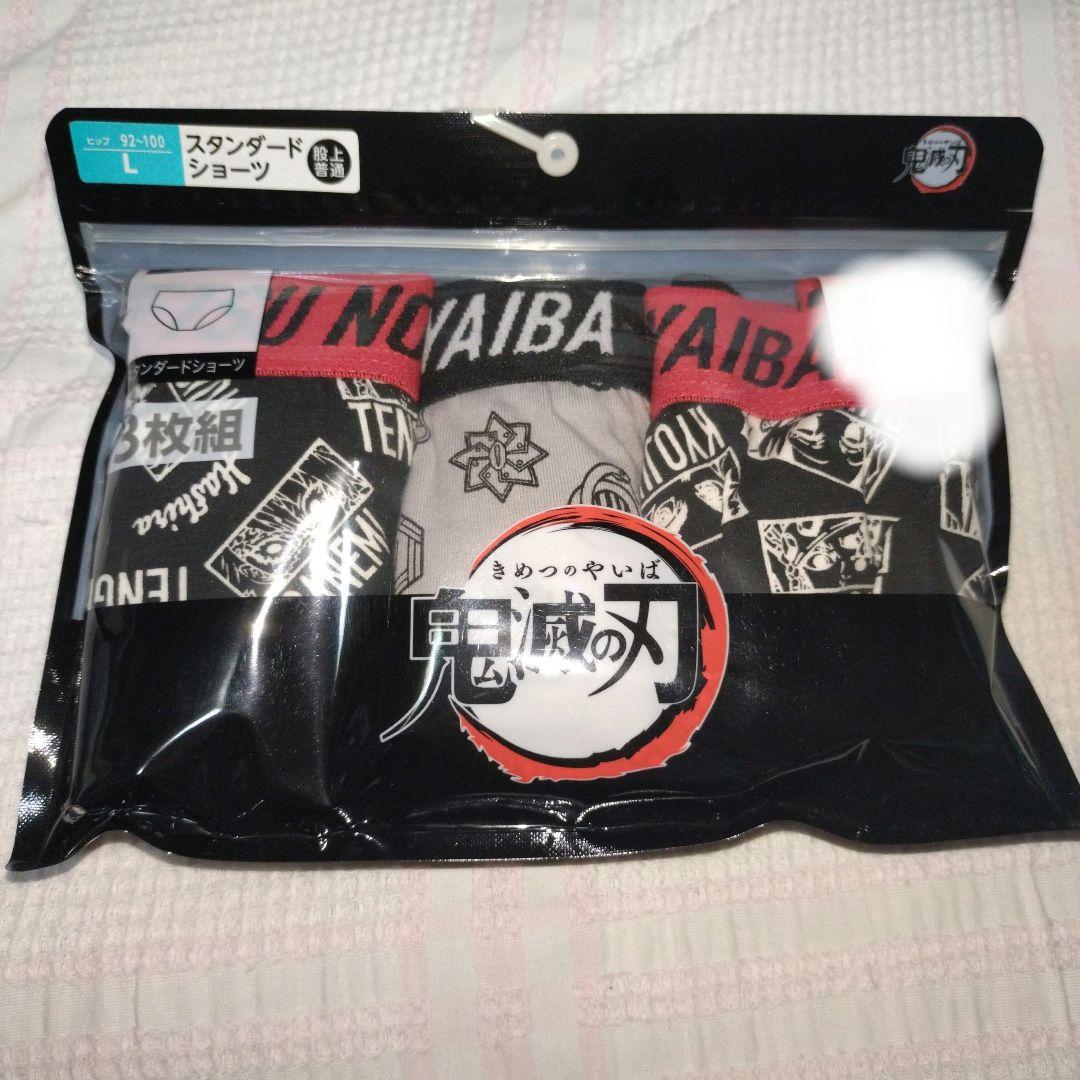 ヒップ 92~100
L
スタンダード
ショーツ
股上
普通
鬼滅の刃
U NO
YAIBA
YAIBA
ンダードショーツ
3枚組
TEN
Hashira
TENG
KYOJU
きめつのやいば
鬼滅の刃